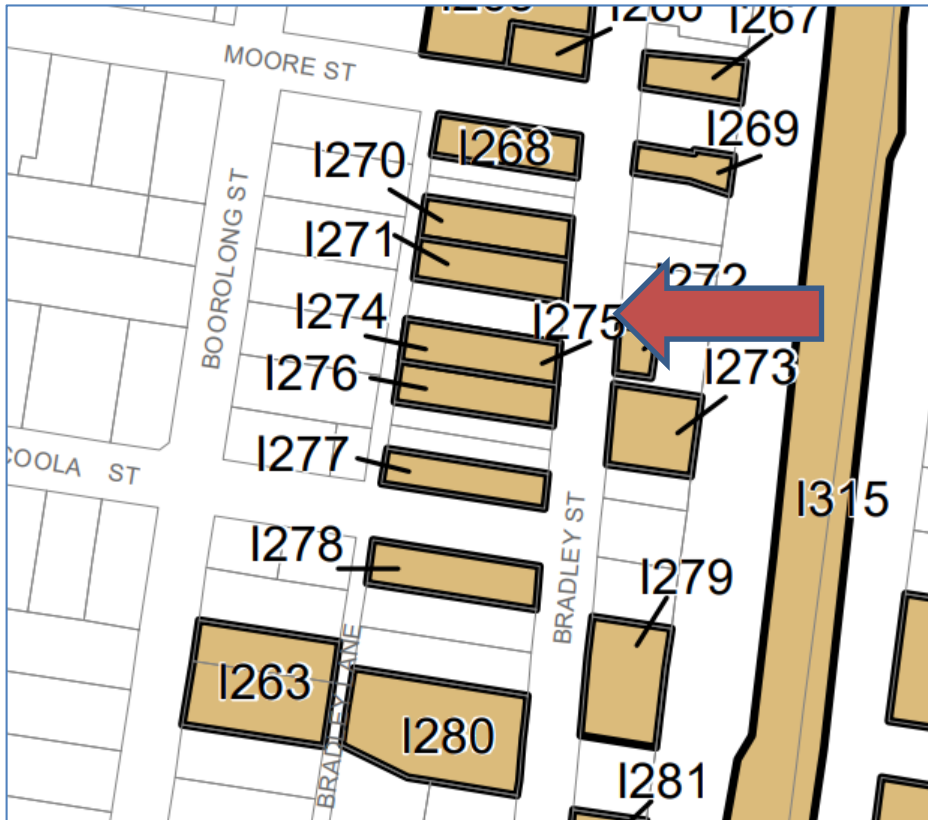 I266
I267
MOORE ST
I268
I269
I270
BOOROLONG ST
I271
I272
I274
I275
I273
I276
I277
COOLA ST
I315
BRADLEY ST
I278
I279
BRADLEY LANE
I263
I280
I281